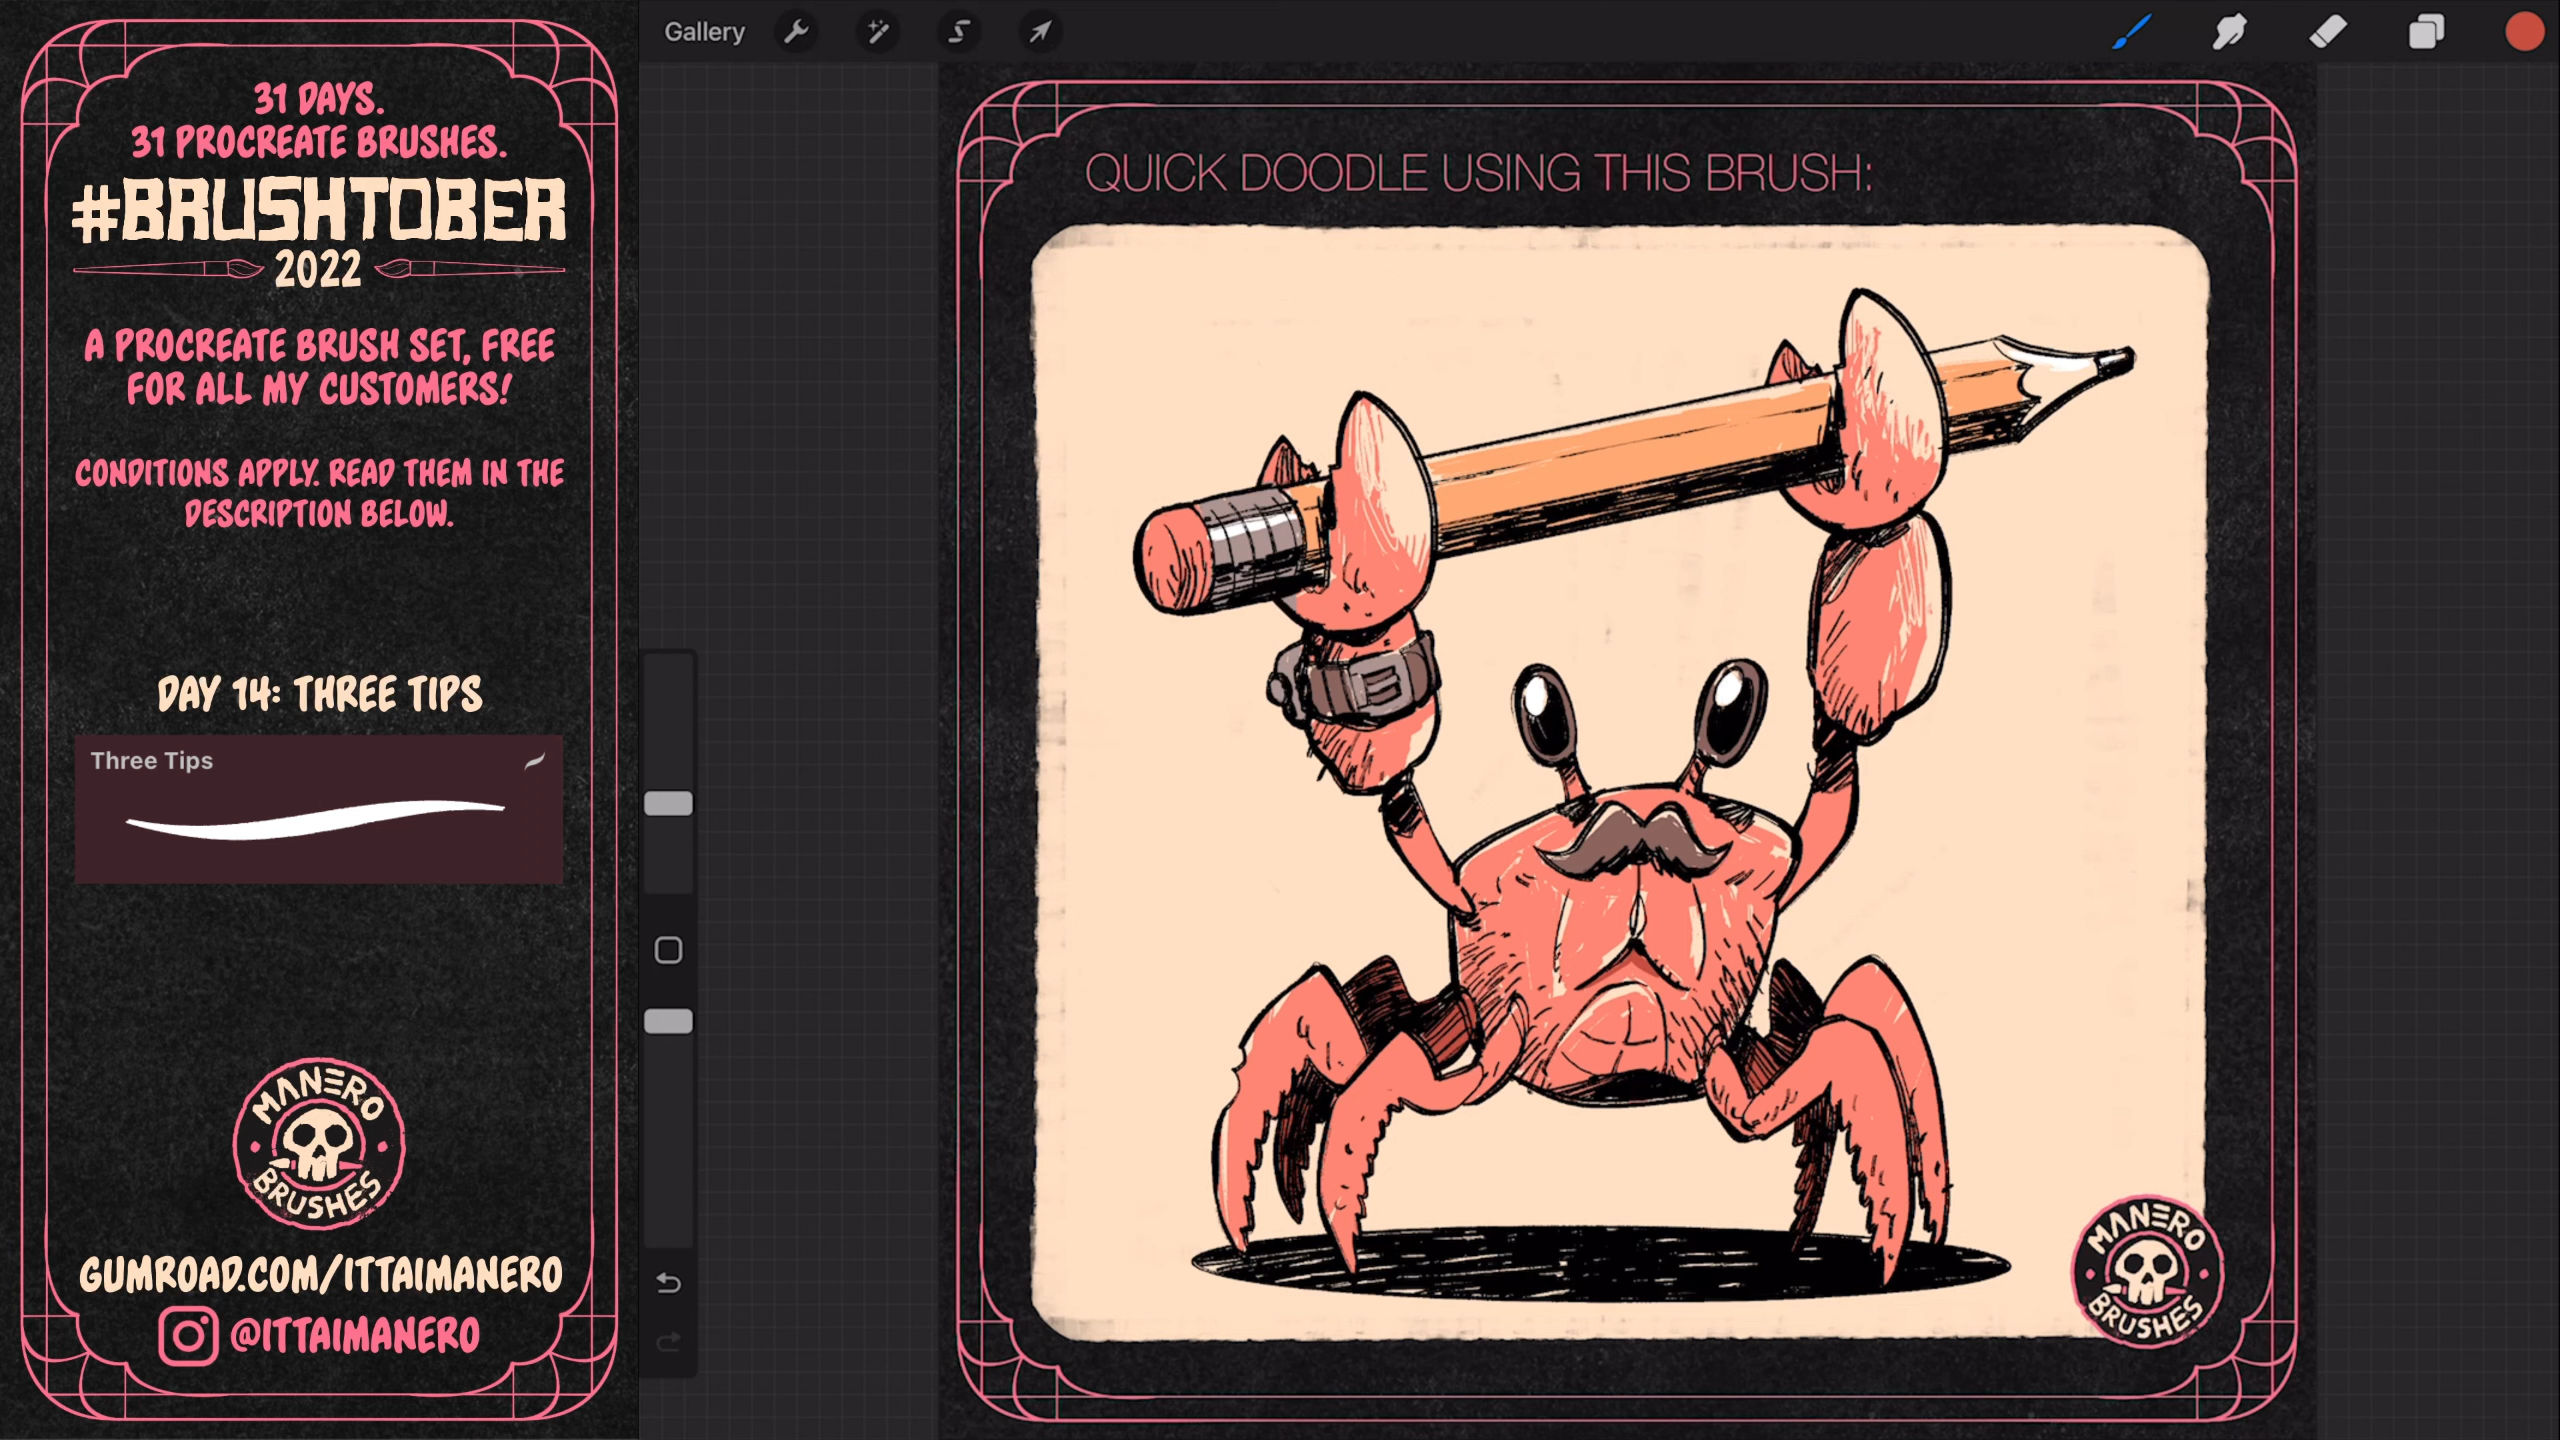 31 DAYS.
31 PROCREATE BRUSHES.
#BRUSHTOBER
2022
A PROCREATE BRUSH SET, FREE
FOR ALL MY CUSTOMERS!
CONDITIONS APPLY. READ THEM IN THE
DESCRIPTION BELOW.
DAY 14: THREE TIPS
Three Tips
MANERO
BRUSHES
GUMROAD.COM/ITTAIMANERO
@ITTAIMANERO
Gallery
QUICK DOODLE USING THIS BRUSH:
MANERO
BRUSHES